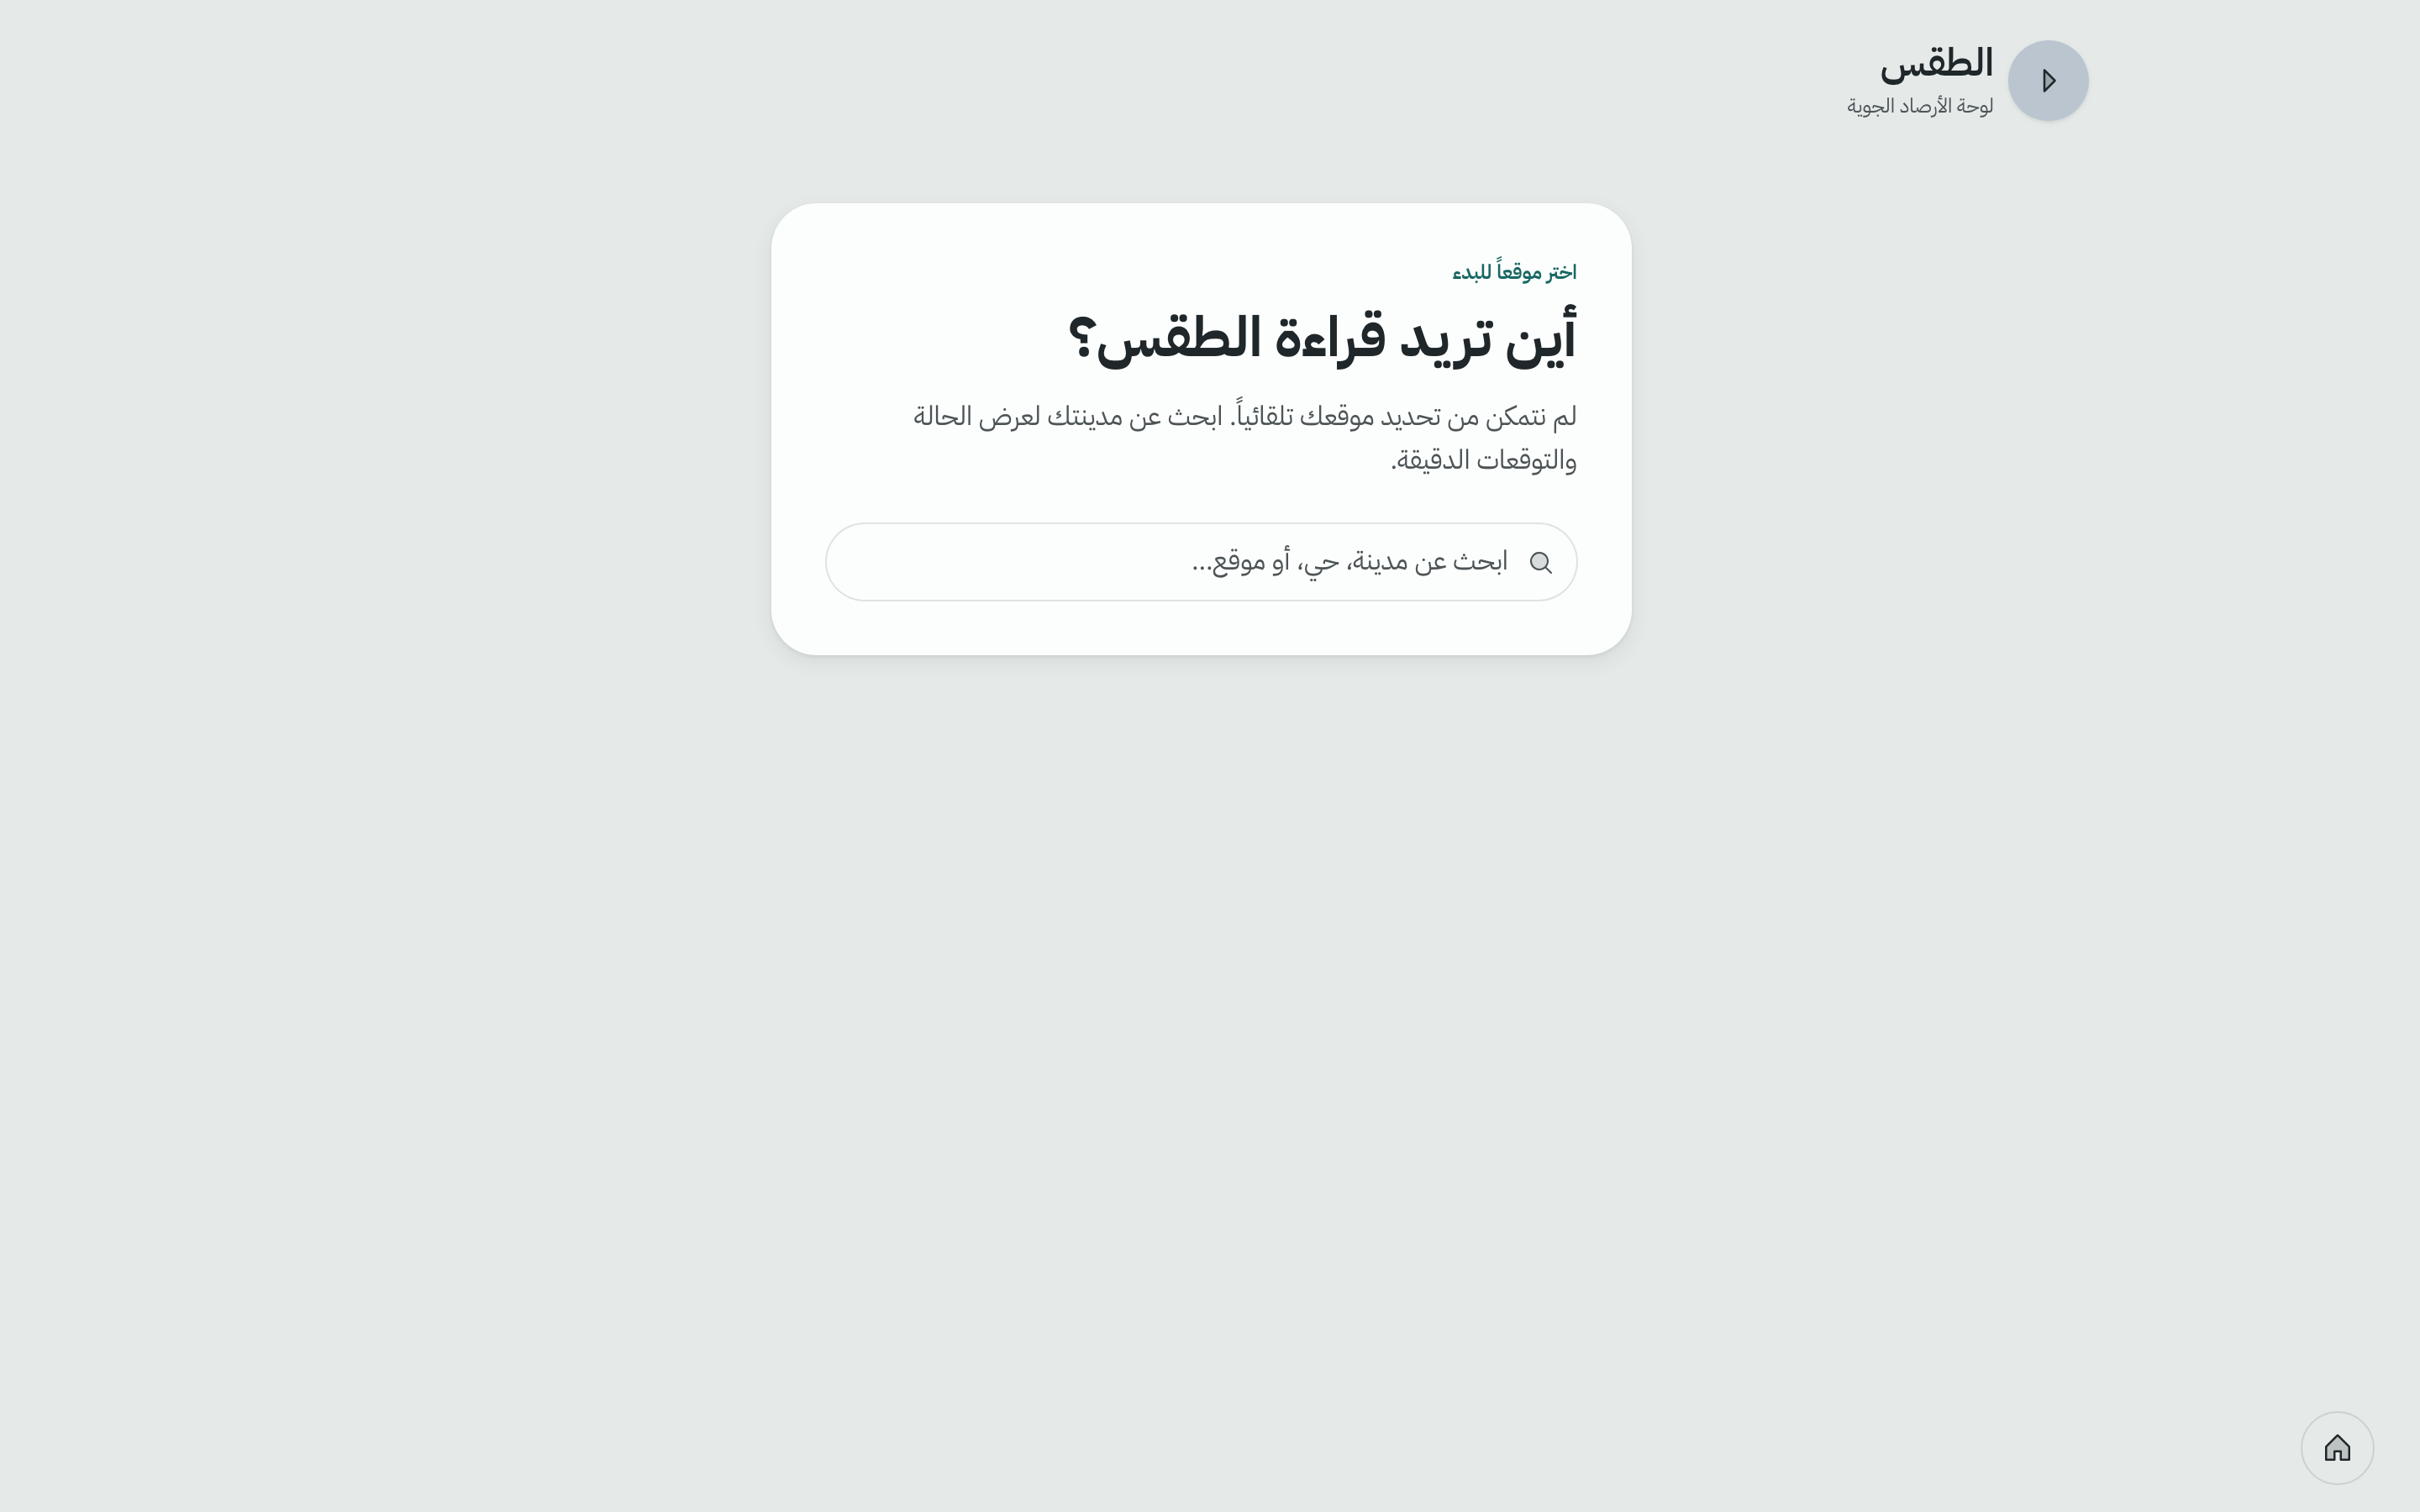 الطقس
لوحة الأرصاد الجوية
اختر موقعاً للبدء
أين تريد قراءة الطقس؟
لم نتمكن من تحديد موقعك تلقائياً. ابحث عن مدينتك لعرض الحالة
والتوقعات الدقيقة.
ابحث عن مدينة، حي، أو موقع...